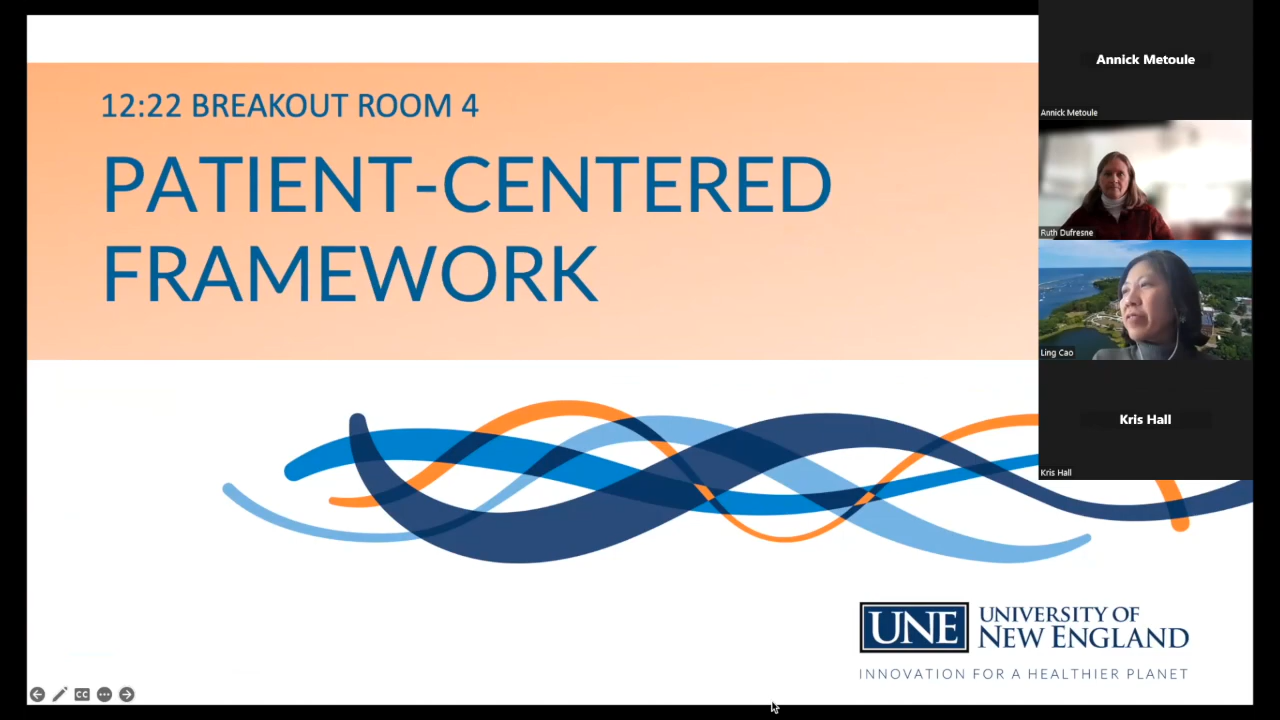 12:22 BREAKOUT ROOM 4
PATIENT-CENTERED
FRAMEWORK
Annick Metoule
Annick Metoule
Ruth Dufresne
Ling Cao
Kris Hall
Kris Hall
UNE
UNIVERSITY OF
NEW ENGLAND
INNOVATION FOR A HEALTHIER PLANET
CC